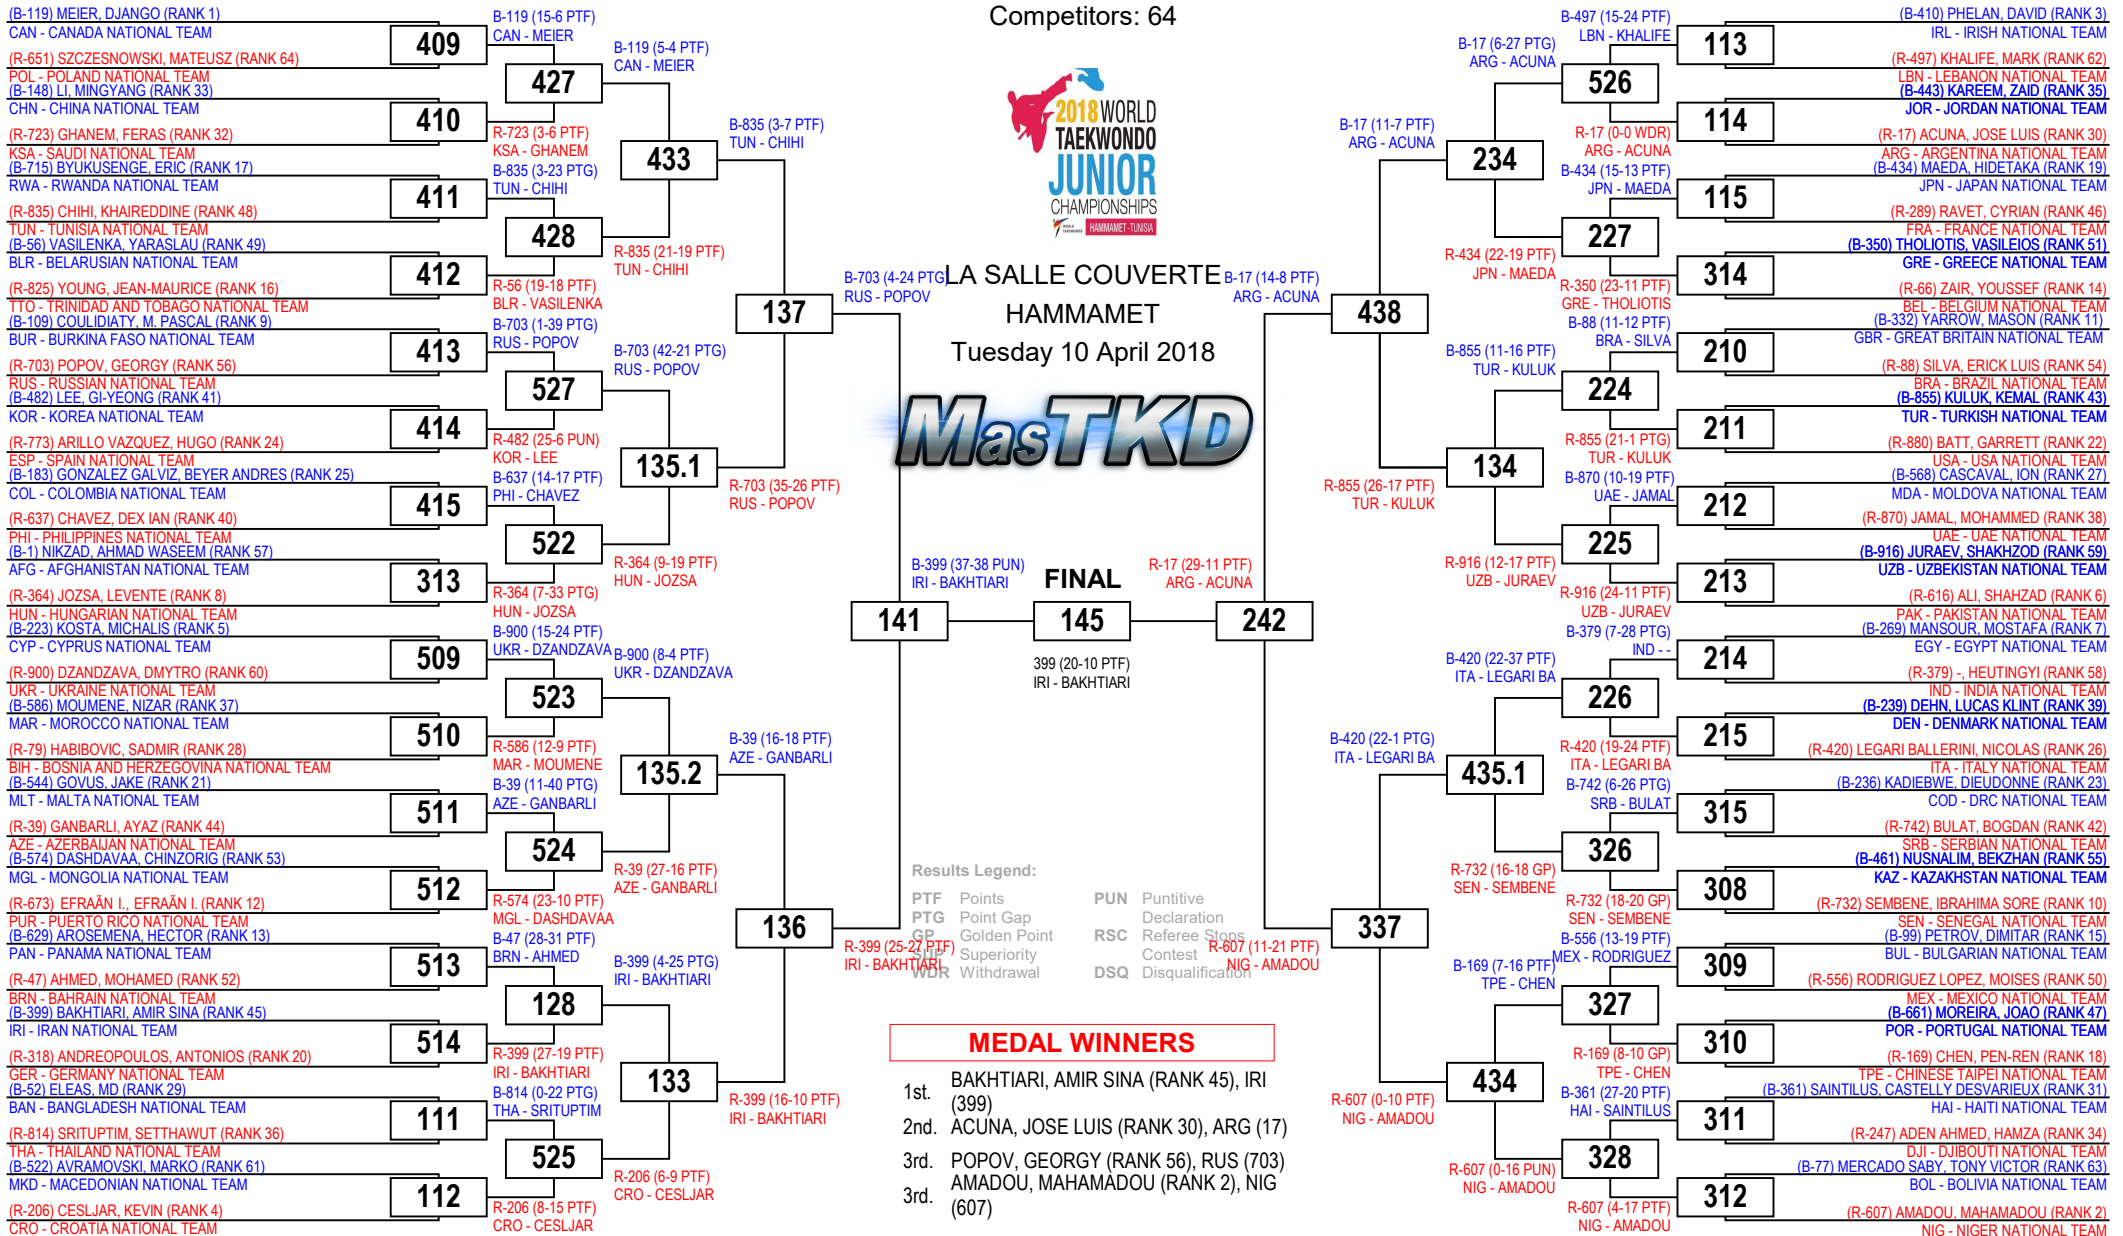 Competitors: 64
(B-119) MEIER, DJANGO (RANK 1)
CAN - CANADA NATIONAL TEAM
409
(R-651) SZCZESNOWSKI, MATEUSZ (RANK 64)
POL - POLAND NATIONAL TEAM
(B-148) LI, MINGYANG (RANK 33)
CHN - CHINA NATIONAL TEAM
410
(R-723) GHANEM, FERAS (RANK 32)
KSA - SAUDI NATIONAL TEAM
(B-715) BYUKUSENGE, ERIC (RANK 17)
RWA - RWANDA NATIONAL TEAM
411
(R-835) CHIHI, KHAIREDDINE (RANK 48)
TUN - TUNISIA NATIONAL TEAM
(B-56) VASILENKA, YARASLAU (RANK 49)
BLR - BELARUSIAN NATIONAL TEAM
412
(R-825) YOUNG, JEAN-MAURICE (RANK 16)
TTO - TRINIDAD AND TOBAGO NATIONAL TEAM
(B-109) COULIDIATY, M. PASCAL (RANK 9)
BUR - BURKINA FASO NATIONAL TEAM
413
(R-703) POPOV, GEORGY (RANK 56)
RUS - RUSSIAN NATIONAL TEAM
(B-482) LEE, GI-YEONG (RANK 41)
KOR - KOREA NATIONAL TEAM
414
(R-773) ARILLO VAZQUEZ, HUGO (RANK 24)
ESP - SPAIN NATIONAL TEAM
(B-183) GONZALEZ GALVIZ, BEYER ANDRES (RANK 25)
COL - COLOMBIA NATIONAL TEAM
415
(R-637) CHAVEZ, DEX IAN (RANK 40)
PHI - PHILIPPINES NATIONAL TEAM
(B-1) NIKZAD, AHMAD WASEEM (RANK 57)
AFG - AFGHANISTAN NATIONAL TEAM
313
(R-364) JOZSA, LEVENTE (RANK 8)
HUN - HUNGARIAN NATIONAL TEAM
(B-223) KOSTA, MICHALIS (RANK 5)
CYP - CYPRUS NATIONAL TEAM
509
(R-900) DZANDZAVA, DMYTRO (RANK 60)
UKR - UKRAINE NATIONAL TEAM
(B-586) MOUMENE, NIZAR (RANK 37)
MAR - MOROCCO NATIONAL TEAM
510
(R-79) HABIBOVIC, SADMIR (RANK 28)
BIH - BOSNIA AND HERZEGOVINA NATIONAL TEAM
(B-544) GOVUS, JAKE (RANK 21)
MLT - MALTA NATIONAL TEAM
511
(R-39) GANBARLI, AYAZ (RANK 44)
AZE - AZERBAIJAN NATIONAL TEAM
(B-574) DASHDAVAA, CHINZORIG (RANK 53)
MGL - MONGOLIA NATIONAL TEAM
512
(R-673) EFRAÃN I., EFRAÃN I. (RANK 12)
PUR - PUERTO RICO NATIONAL TEAM
(B-629) AROSEMENA, HECTOR (RANK 13)
PAN - PANAMA NATIONAL TEAM
513
(R-47) AHMED, MOHAMED (RANK 52)
BRN - BAHRAIN NATIONAL TEAM
(B-399) BAKHTIARI, AMIR SINA (RANK 45)
IRI - IRAN NATIONAL TEAM
514
(R-318) ANDREOPOULOS, ANTONIOS (RANK 20)
GER - GERMANY NATIONAL TEAM
(B-52) ELEAS, MD (RANK 29)
BAN - BANGLADESH NATIONAL TEAM
111
(R-814) SRITUPTIM, SETTHAWUT (RANK 36)
THA - THAILAND NATIONAL TEAM
(B-522) AVRAMOVSKI, MARKO (RANK 61)
MKD - MACEDONIAN NATIONAL TEAM
112
(R-206) CESLJAR, KEVIN (RANK 4)
CRO - CROATIA NATIONAL TEAM
B-119 (15-6 PTF)
CAN - MEIER
427
R-723 (3-6 PTF)
KSA - GHANEM
B-835 (3-23 PTG)
TUN - CHIHI
428
R-56 (19-18 PTF)
BLR - VASILENKA
B-703 (1-39 PTG)
RUS - POPOV
527
R-482 (25-6 PUN)
KOR - LEE
B-637 (14-17 PTF)
PHI - CHAVEZ
522
R-364 (7-33 PTG)
HUN - JOZSA
B-900 (15-24 PTF)
UKR - DZANDZAVA
523
R-586 (12-9 PTF)
MAR - MOUMENE
B-39 (11-40 PTG)
AZE - GANBARLI
524
R-574 (23-10 PTF)
MGL - DASHDAVAA
B-47 (28-31 PTF)
BRN - AHMED
128
R-399 (27-19 PTF)
IRI - BAKHTIARI
B-814 (0-22 PTG)
THA - SRITUPTIM
525
R-206 (8-15 PTF)
CRO - CESLJAR
B-119 (5-4 PTF)
CAN - MEIER
433
R-835 (21-19 PTF)
TUN - CHIHI
B-703 (42-21 PTG)
RUS - POPOV
135.1
R-364 (9-19 PTF)
HUN - JOZSA
B-900 (8-4 PTF)
UKR - DZANDZAVA
135.2
R-39 (27-16 PTF)
AZE - GANBARLI
B-399 (4-25 PTG)
IRI - BAKHTIARI
133
R-206 (6-9 PTF)
CRO - CESLJAR
B-835 (3-7 PTF)
TUN - CHIHI
137
R-703 (35-26 PTF)
RUS - POPOV
B-39 (16-18 PTF)
AZE - GANBARLI
136
R-399 (16-10 PTF)
IRI - BAKHTIARI
B-703 (4-24 PTG)
RUS - POPOV
141
R-399 (25-27 PTF)
IRI - BAKHTIARI
2018 WORLD
TAEKWONDO
JUNIOR
CHAMPIONSHIPS
HAMMAMET - TUNISIA
LA SALLE COUVERTE
HAMMAMET
Tuesday 10 April 2018
MasTKD
B-399 (37-38 PUN)
IRI - BAKHTIARI
FINAL
R-17 (29-11 PTF)
ARG - ACUNA
145
399 (20-10 PTF)
IRI - BAKHTIARI
Results Legend:
PTF Points
PTG Point Gap
GP Golden Point
SUP Superiority
WDR Withdrawal
PUN Puntitive
Declaration
RSC Referee Stops
Contest
DSQ Disqualification
MEDAL WINNERS
1st. BAKHTIARI, AMIR SINA (RANK 45), IRI
(399)
2nd. ACUNA, JOSE LUIS (RANK 30), ARG (17)
3rd. POPOV, GEORGY (RANK 56), RUS (703)
3rd. AMADOU, MAHAMADOU (RANK 2), NIG
(607)
B-17 (14-8 PTF)
ARG - ACUNA
242
R-607 (11-21 PTF)
NIG - AMADOU
B-17 (11-7 PTF)
ARG - ACUNA
438
R-855 (26-17 PTF)
TUR - KULUK
B-420 (22-1 PTG)
ITA - LEGARI BA
337
R-607 (0-10 PTF)
NIG - AMADOU
B-17 (6-27 PTG)
ARG - ACUNA
234
R-434 (22-19 PTF)
JPN - MAEDA
B-855 (11-16 PTF)
TUR - KULUK
134
R-916 (12-17 PTF)
UZB - JURAEV
B-420 (22-37 PTF)
ITA - LEGARI BA
435.1
R-732 (16-18 GP)
SEN - SEMBENE
B-169 (7-16 PTF)
TPE - CHEN
434
R-607 (0-16 PUN)
NIG - AMADOU
B-497 (15-24 PTF)
LBN - KHALIFE
526
R-17 (0-0 WDR)
ARG - ACUNA
B-434 (15-13 PTF)
JPN - MAEDA
227
R-350 (23-11 PTF)
GRE - THOLIOTIS
B-88 (11-12 PTF)
BRA - SILVA
224
R-855 (21-1 PTG)
TUR - KULUK
B-870 (10-19 PTF)
UAE - JAMAL
225
R-916 (24-11 PTF)
UZB - JURAEV
B-379 (7-28 PTG)
IND - -
226
R-420 (19-24 PTF)
ITA - LEGARI BA
B-742 (6-26 PTG)
SRB - BULAT
326
R-732 (18-20 GP)
SEN - SEMBENE
B-556 (13-19 PTF)
MEX - RODRIGUEZ
327
R-169 (8-10 GP)
TPE - CHEN
B-361 (27-20 PTF)
HAI - SAINTILUS
328
R-607 (4-17 PTF)
NIG - AMADOU
(B-410) PHELAN, DAVID (RANK 3)
IRL - IRISH NATIONAL TEAM
113
(R-497) KHALIFE, MARK (RANK 62)
LBN - LEBANON NATIONAL TEAM
(B-443) KAREEM, ZAID (RANK 35)
JOR - JORDAN NATIONAL TEAM
114
(R-17) ACUNA, JOSE LUIS (RANK 30)
ARG - ARGENTINA NATIONAL TEAM
(B-434) MAEDA, HIDETAKA (RANK 19)
JPN - JAPAN NATIONAL TEAM
115
(R-289) RAVET, CYRIAN (RANK 46)
FRA - FRANCE NATIONAL TEAM
(B-350) THOLIOTIS, VASILEIOS (RANK 51)
GRE - GREECE NATIONAL TEAM
314
(R-66) ZAIR, YOUSSEF (RANK 14)
BEL - BELGIUM NATIONAL TEAM
(B-332) YARROW, MASON (RANK 11)
GBR - GREAT BRITAIN NATIONAL TEAM
210
(R-88) SILVA, ERICK LUIS (RANK 54)
BRA - BRAZIL NATIONAL TEAM
(B-855) KULUK, KEMAL (RANK 43)
TUR - TURKISH NATIONAL TEAM
211
(R-880) BATT, GARRETT (RANK 22)
USA - USA NATIONAL TEAM
(B-568) CASCAVAL, ION (RANK 27)
MDA - MOLDOVA NATIONAL TEAM
212
(R-870) JAMAL, MOHAMMED (RANK 38)
UAE - UAE NATIONAL TEAM
(B-916) JURAEV, SHAKHZOD (RANK 59)
UZB - UZBEKISTAN NATIONAL TEAM
213
(R-616) ALI, SHAHZAD (RANK 6)
PAK - PAKISTAN NATIONAL TEAM
(B-269) MANSOUR, MOSTAFA (RANK 7)
EGY - EGYPT NATIONAL TEAM
214
(R-379) -, HEUTINGYI (RANK 58)
IND - INDIA NATIONAL TEAM
(B-239) DEHN, LUCAS KLINT (RANK 39)
DEN - DENMARK NATIONAL TEAM
215
(R-420) LEGARI BALLERINI, NICOLAS (RANK 26)
ITA - ITALY NATIONAL TEAM
(B-236) KADIEBWE, DIEUDONNE (RANK 23)
COD - DRC NATIONAL TEAM
315
(R-742) BULAT, BOGDAN (RANK 42)
SRB - SERBIAN NATIONAL TEAM
(B-461) NUSNALIM, BEKZHAN (RANK 55)
KAZ - KAZAKHSTAN NATIONAL TEAM
308
(R-732) SEMBENE, IBRAHIMA SORE (RANK 10)
SEN - SENEGAL NATIONAL TEAM
(B-99) PETROV, DIMITAR (RANK 15)
BUL - BULGARIAN NATIONAL TEAM
309
(R-556) RODRIGUEZ LOPEZ, MOISES (RANK 50)
MEX - MEXICO NATIONAL TEAM
(B-661) MOREIRA, JOAO (RANK 47)
POR - PORTUGAL NATIONAL TEAM
310
(R-169) CHEN, PEN-REN (RANK 18)
TPE - CHINESE TAIPEI NATIONAL TEAM
(B-361) SAINTILUS, CASTELLY DESVARIEUX (RANK 31)
HAI - HAITI NATIONAL TEAM
311
(R-247) ADEN AHMED, HAMZA (RANK 34)
DJI - DJIBOUTI NATIONAL TEAM
(B-77) MERCADO SABY, TONY VICTOR (RANK 63)
BOL - BOLIVIA NATIONAL TEAM
312
(R-607) AMADOU, MAHAMADOU (RANK 2)
NIG - NIGER NATIONAL TEAM